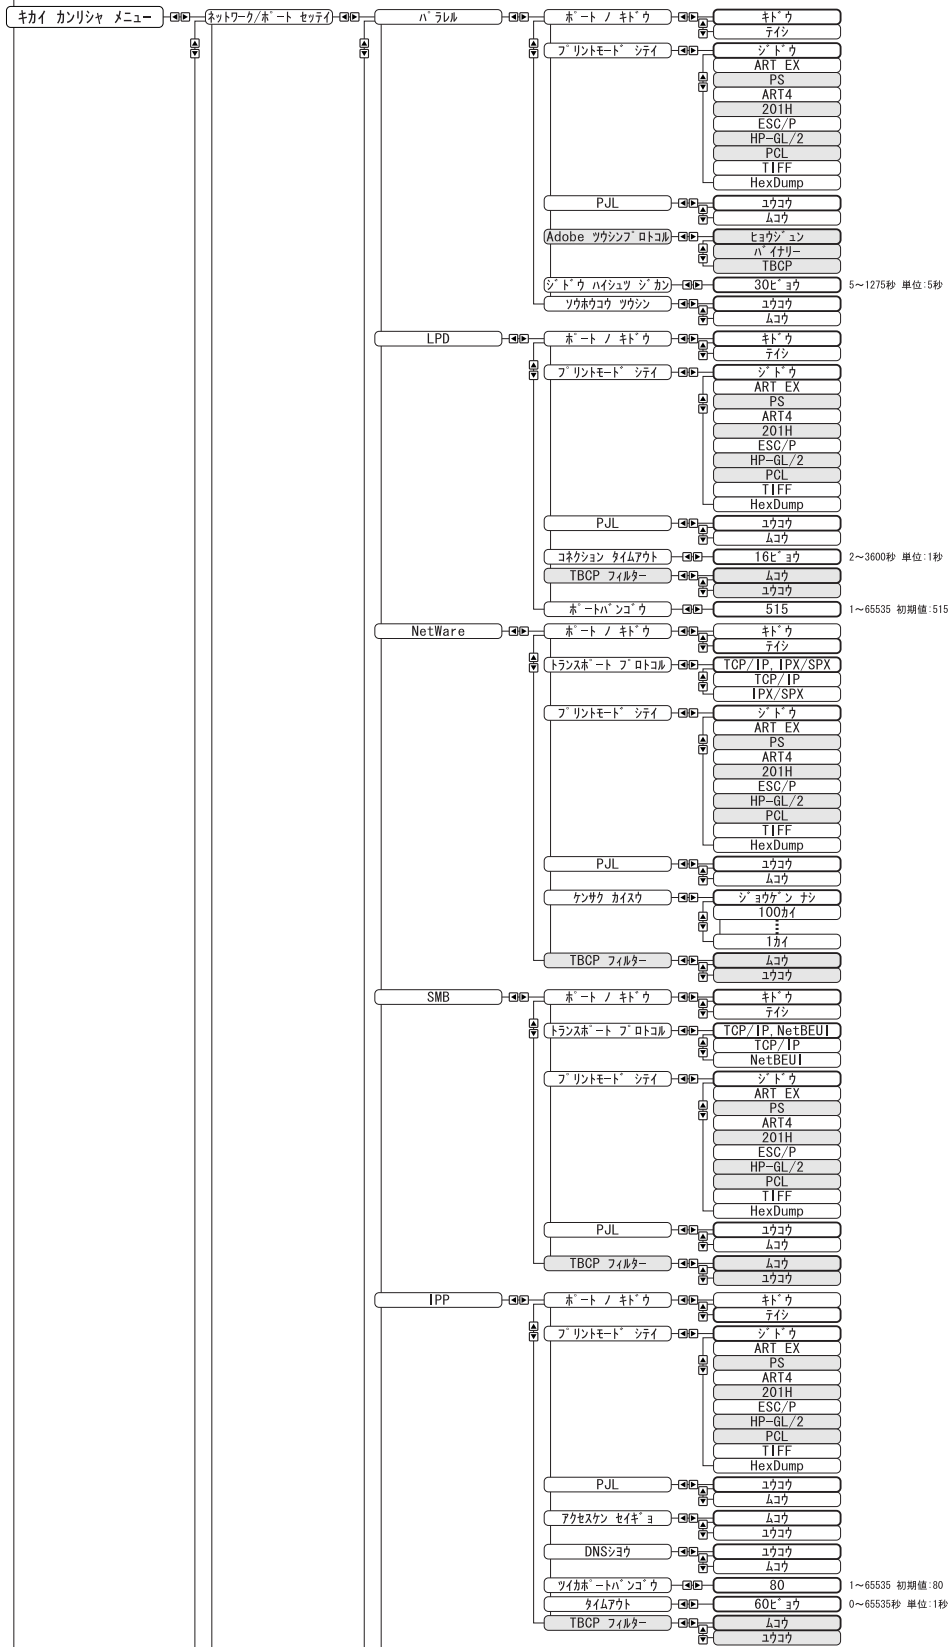 キカイ カンリシャ メニュー
ネットワーク/ポート セッテイ
パラレル
ポート ノ キドウ
キドウ
テイシ
プリントモード シテイ
ジドウ
ART EX
PS
ART4
201H
ESC/P
HP-GL/2
PCL
TIFF
HexDump
PJL
ユウコウ
ムコウ
Adobe ツウシンプロトコル
ヒョウジュン
バイナリー
TBCP
ジドウ ハイシュツ ジカン
30ビョウ
5～1275秒 単位:5秒
ソウホウコウ ツウシン
ユウコウ
ムコウ
LPD
ポート ノ キドウ
キドウ
テイシ
プリントモード シテイ
ジドウ
ART EX
PS
ART4
201H
ESC/P
HP-GL/2
PCL
TIFF
HexDump
PJL
ユウコウ
ムコウ
コネクション タイムアウト
16ビョウ
2～3600秒 単位:1秒
TBCP フィルター
ムコウ
ユウコウ
ポートバンゴウ
515
1～65535 初期値:515
NetWare
ポート ノ キドウ
キドウ
テイシ
トランスポート プロトコル
TCP/IP, IPX/SPX
TCP/IP
IPX/SPX
プリントモード シテイ
ジドウ
ART EX
PS
ART4
201H
ESC/P
HP-GL/2
PCL
TIFF
HexDump
PJL
ユウコウ
ムコウ
ケンサク カイスウ
ジョウゲン ナシ
100カイ
1カイ
TBCP フィルター
ムコウ
ユウコウ
SMB
ポート ノ キドウ
キドウ
テイシ
トランスポート プロトコル
TCP/IP, NetBEUI
TCP/IP
NetBEUI
プリントモード シテイ
ジドウ
ART EX
PS
ART4
201H
ESC/P
HP-GL/2
PCL
TIFF
HexDump
PJL
ユウコウ
ムコウ
TBCP フィルター
ムコウ
ユウコウ
IPP
ポート ノ キドウ
キドウ
テイシ
プリントモード シテイ
ジドウ
ART EX
PS
ART4
201H
ESC/P
HP-GL/2
PCL
TIFF
HexDump
PJL
ユウコウ
ムコウ
アクセスケン セイギョ
ムコウ
ユウコウ
DNSシヨウ
ユウコウ
ムコウ
ツイカポートバンゴウ
80
1～65535 初期値:80
タイムアウト
60ビョウ
0～65535秒 単位:1秒
TBCP フィルター
ムコウ
ユウコウ